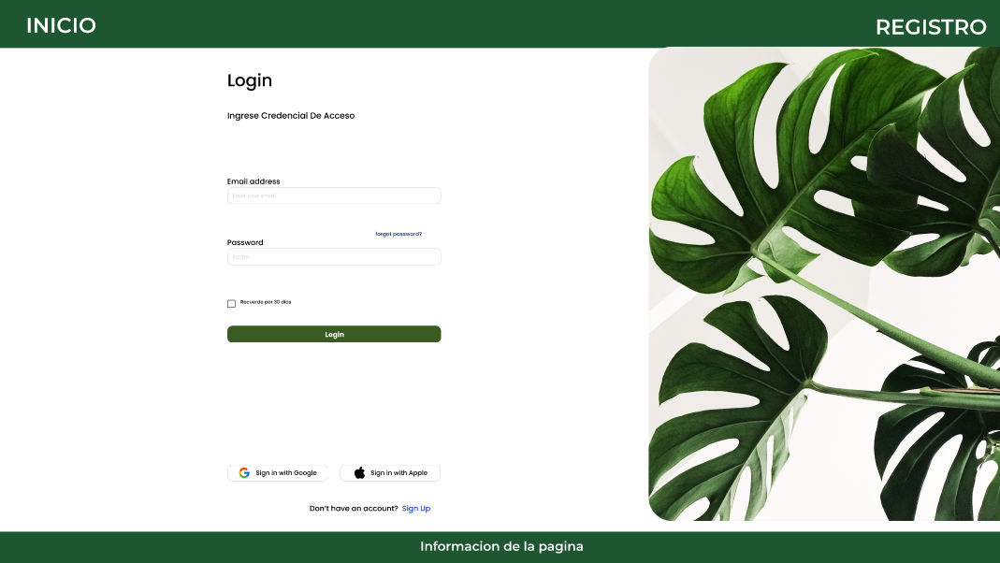 INICIO
REGISTRO
Login
Ingrese Credencial De Acceso
Email address
Enter your email
forgot password?
Password
Name
Recuerde por 30 dias
Login
Sign in with Google
Sign in with Apple
Don't have an account? Sign Up
Informacion de la pagina